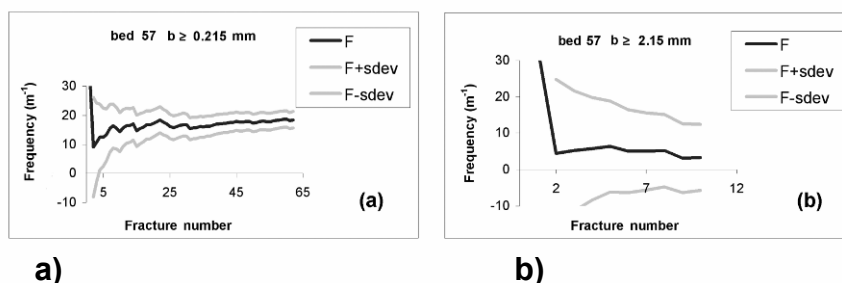 bed 57 b ≥ 0.215 mm
F
F+sdev
F-sdev
Frequency (m⁻¹)
30
20
10
0
-10
5 25 45 65
(a)
Fracture number
a)
bed 57 b ≥ 2.15 mm
F
F+sdev
F-sdev
Frequency (m⁻¹)
30
20
10
0
-10
2 7 12
(b)
Fracture number
b)